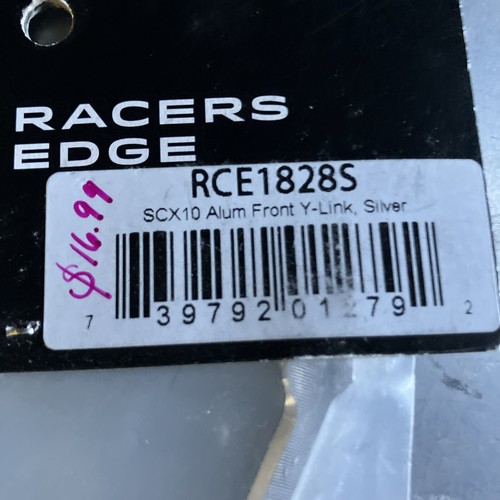 RACERS
EDGE
RCE1828S
SCX10 Alum Front Y-Link, Silver
$16.99
7 39792 01279 2